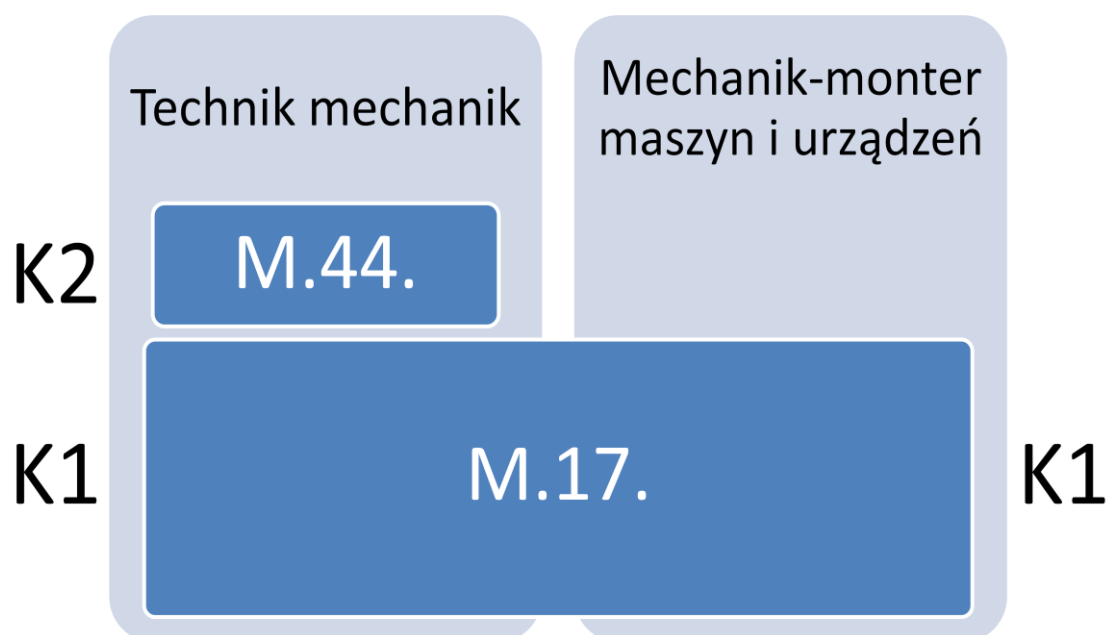 Technik mechanik
Mechanik-monter
maszyn i urządzeń
K2
M.44.
K1
M.17.
K1